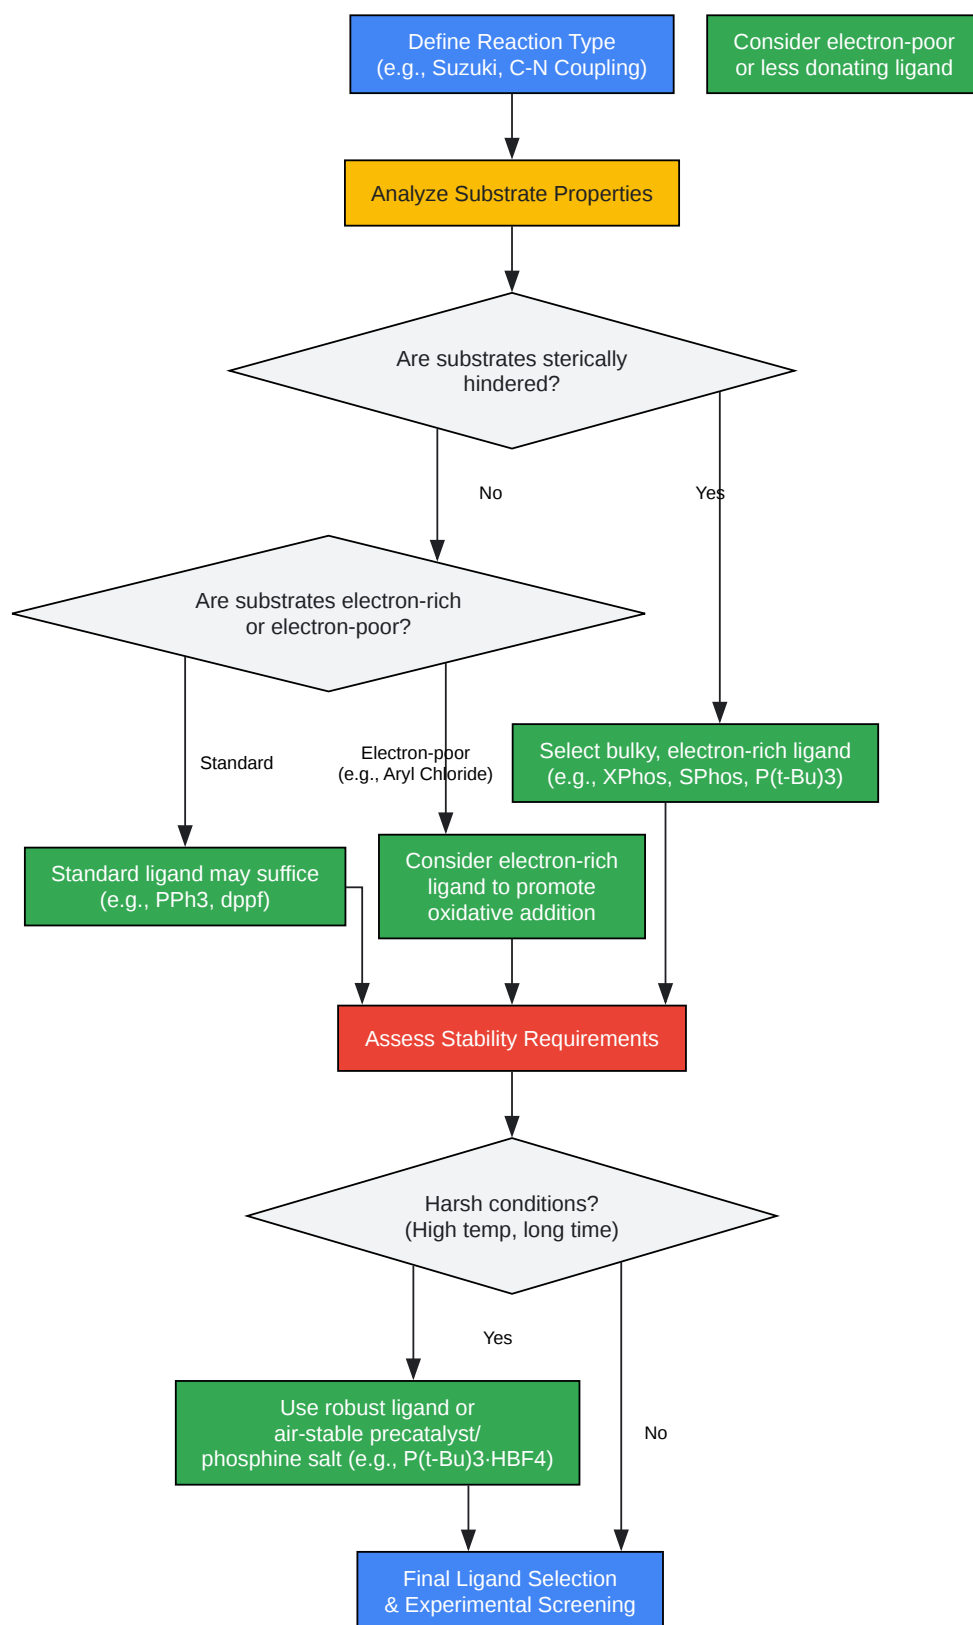 Define Reaction Type
(e.g., Suzuki, C-N Coupling)
Consider electron-poor
or less donating ligand
Analyze Substrate Properties
Are substrates sterically
hindered?
No
Yes
Are substrates electron-rich
or electron-poor?
Standard
Electron-poor
(e.g., Aryl Chloride)
Select bulky, electron-rich ligand
(e.g., XPhos, SPhos, P(t-Bu)3)
Standard ligand may suffice
(e.g., PPh3, dppf)
Consider electron-rich
ligand to promote
oxidative addition
Assess Stability Requirements
Harsh conditions?
(High temp, long time)
Yes
Use robust ligand or
air-stable precatalyst/
phosphine salt (e.g., P(t-Bu)3·HBF4)
No
Final Ligand Selection
& Experimental Screening